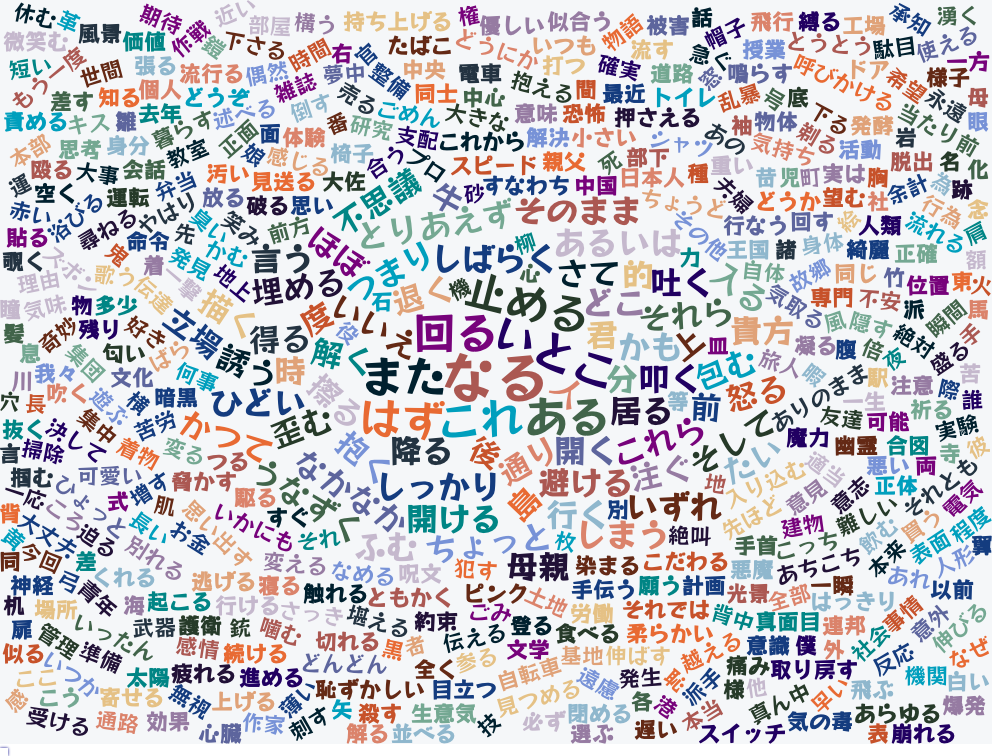 休む
革
風景
期待
作戦
近い
部屋
構う
持ち上げる
権
優しい
似合う
物語
被害
話
帽子
飛行
縛る
工場
承知
湧く
微笑む
価値
鎧
下さる
時間
右
盲
たばこ
どうにか
いつも
流す
急ぐ
授業
とうとう
駄目
使える
短い
もう一度
世間
張る
流行る
偶然
雑誌
夢中
整備
中央
電車
打つ
確実
道路
鳴らす
呼びかける
ドア
希望
様子
一方
差す
知る
個人
どうぞ
売る
同士
中心
抱える
間
最近
トイレ
乱暴
号
底
永遠
母
責める
キス
雛
去年
述べる
倒す
番
ごめん
大きな
意味
恐怖
押さえる
袖
物体
下る
発酵
当たり前
眼
本部
思考
身分
暮らす
正面
面
体験
研究
支配
これから
解決
小さい
シャツ
あの
気持ち
剃る
活動
岩
殴る
大事
会話
教室
娘
感じる
椅子
合う
プロ
スピード
親父
死
部下
重い
苗
児
町
実は
胸
脱出
名
化
運
空く
運転
弁当
汚い
見送る
大佐
不思議
牛
砂
すなわち
中国
日本人
種
夫婦
どうか
望む
社
余計
為
跡
赤い
浴びる
尋ねる
やはり
放る
破る
思い
とりあえず
そのまま
ちょうど
行なう
回す
人類
行為
念
貼る
鬼
命令
先
臭い
笑み
前方
ほぼ
つまり
しばらく
柳
あるいは
その他
王国
諸
身体
綺麗
正確
流れる
肩
覗く
ズボン
着
発見
かむ
地上
言う
心
さて
的
力
吐く
入る
自体
故郷
同じ
竹
位置
額
理由
歌う
伝達
一撃
埋める
石
退く
機
止める
どこ
それら
気取る
専門
不安
派
東
火
瞳
気味
物
多少
描く
度
いいえ
回る
い
君
かも
上
皿
貴方
風
隠す
瞬間
馬
髪
奇妙
残り
好き
立場
得る
後
とこ
旅人
凝る
腹
倍
絶対
手
息
集団
匂い
ばら
誘う
時
解く
また
なる
イ
分
叩く
包む
暇
夜
盛る
川
我々
文化
何事
擦る
怒る
ありのまま
駅
注意
際
苦
穴
長
吹く
遊ぶ
横
暗黒
ひどい
はず
これ
ある
居る
等
前
一生
祈る
誰
抜く
決して
集中
苦労
かつて
歪む
抱く
降る
後
通り
開く
これら
そして
友達
可能
実験
言
掃除
着物
変る
つる
たい
魔力
幽霊
合図
寺
彼
掴む
可愛い
増す
脅かす
うなずく
なかなか
しっかり
避ける
注ぐ
地
入り込む
適当
悪い
両
一応
ひょっと
式
肌
駆る
島
意見
意志
正体
それとも
背
ころ
迫る
長い
思い出す
いかにも
すぐ
開ける
行く
別
いずれ
先ほど
建物
難しい
電気
大丈夫
別れる
お金
それ
しまう
絶叫
手首
こっち
飲む
買う
表面
程度
黄
同
今回
差
変える
ふむ
ちょっと
枚
母親
染まる
こだわる
悪魔
あちこち
本来
あれ
人形
翼
神経
弓
くれる
逃げる
寝る
なめる
呪文
犯す
手伝う
願う
計画
光景
全部
一瞬
以前
机
場所
青年
海
起こる
行ける
さっき
触れる
ともかく
ピンク
土地
労働
それでは
背中
真面目
はっきり
扉
管理
いったん
武器
護衛
銃
噛む
堪える
約束
ごみ
登る
食べる
柔らかい
意識
僕
外
連邦
社会
事情
意外
伸びる
似る
いつか
準備
感情
続ける
切れる
黒
者
伝える
文学
基地
伸ばす
越える
痛み
取り戻す
反応
なぜ
ここ
こう
太陽
疲れる
進める
どんどん
全く
参る
自転車
遠慮
発生
恥
派手
様
他
早い
飛ぶ
機関
白い
感
寄せる
無視
上げる
薄い
恥ずかしい
目立つ
見つめる
各
港
真ん中
あらゆる
爆発
受ける
通路
効果
心臓
作家
刺す
矢
殺す
生意気
技
必ず
閉める
本当
気の毒
解る
並べる
選ぶ
遅い
スイッチ
表
崩れる